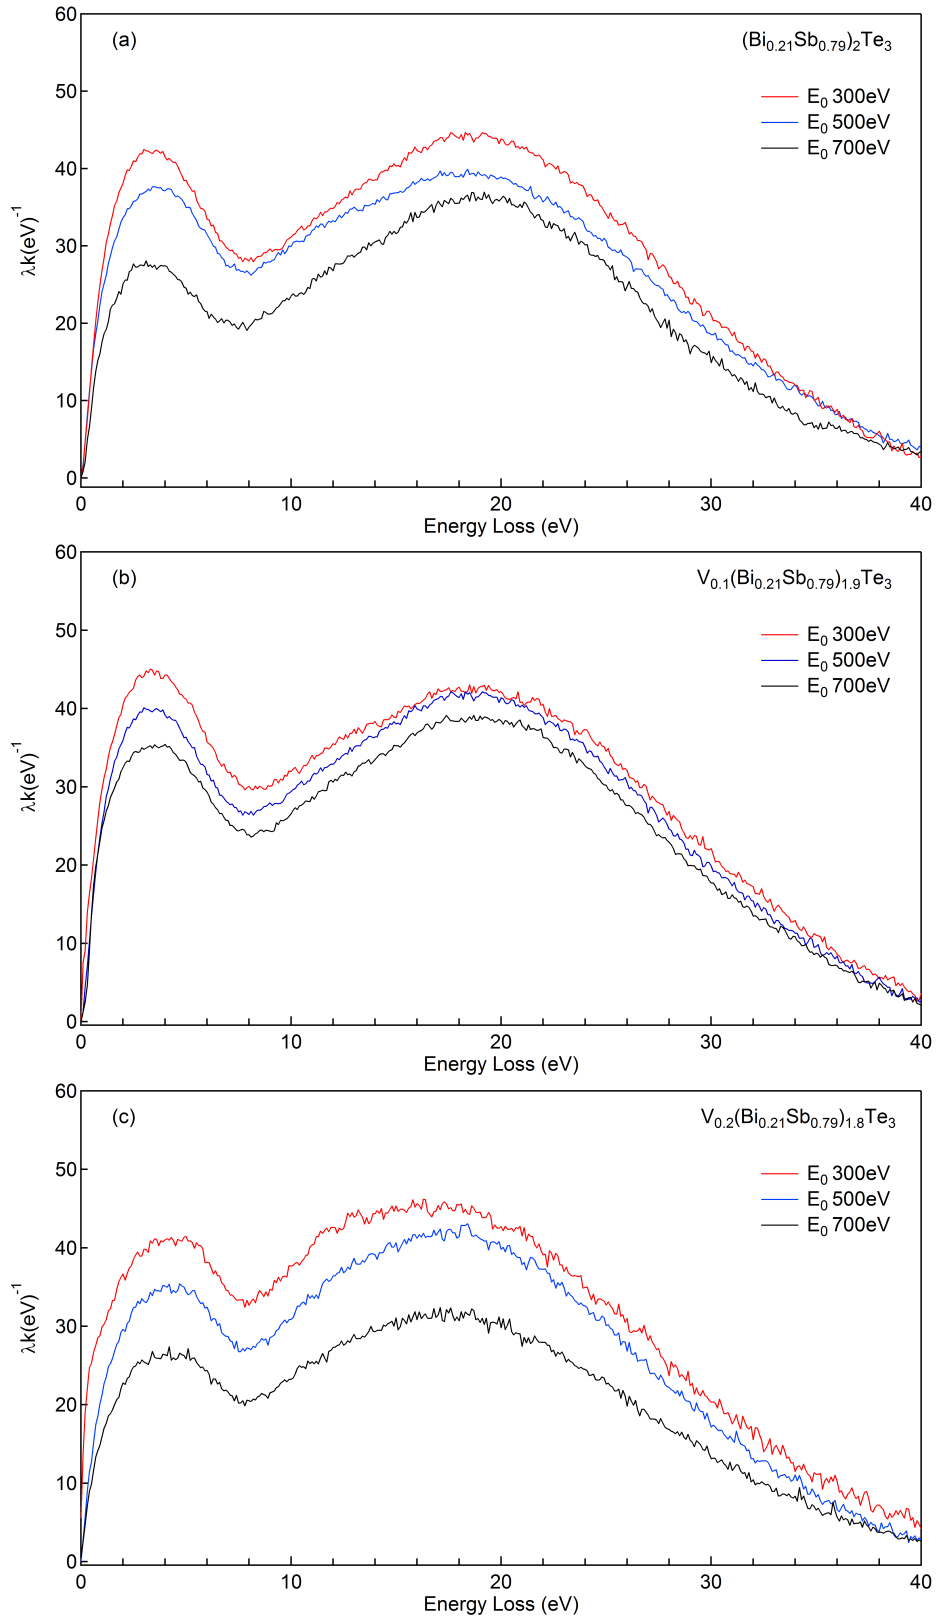 60
(a)
(Bi0.21Sb0.79)2Te3
50
E0 300eV
E0 500eV
E0 700eV
40
30
20
10
0
λk(eV)-1
0 10 20 30 40
Energy Loss (eV)
60
(b)
V0.1(Bi0.21Sb0.79)1.9Te3
50
E0 300eV
E0 500eV
E0 700eV
40
30
20
10
0
λk(eV)-1
0 10 20 30 40
Energy Loss (eV)
60
(c)
V0.2(Bi0.21Sb0.79)1.8Te3
50
E0 300eV
E0 500eV
E0 700eV
40
30
20
10
0
λk(eV)-1
0 10 20 30 40
Energy Loss (eV)